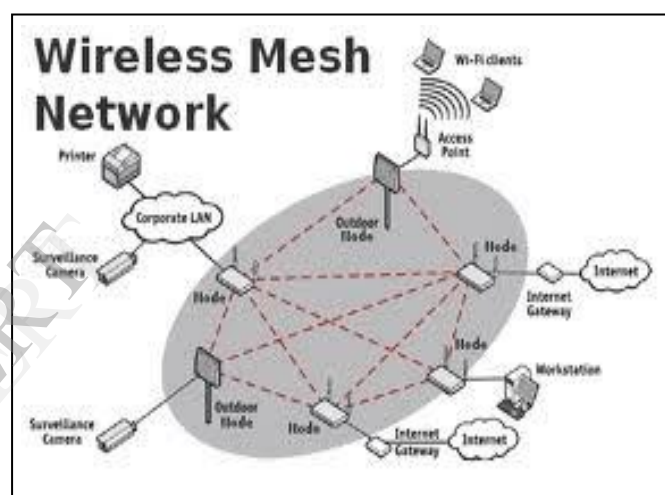 Wireless Mesh
Network
Wi-Fi clients
Access
Point
Printer
Corporate LAN
Outdoor
Node
Surveillance
Camera
Node
Node
Internet
Internet
Gateway
Node
Workstation
Outdoor
Node
Node
Surveillance
Camera
Internet
Gateway
Internet